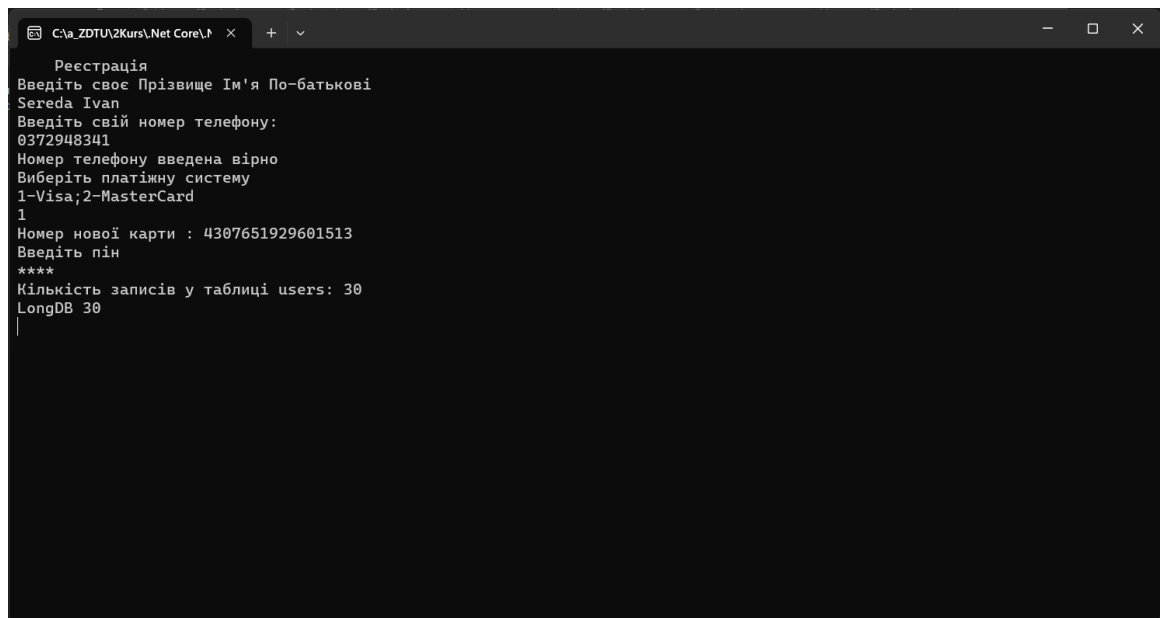 C:\a_ZDTU\2Kurs\.Net Core\.N
Реєстрація
Введіть своє Прізвище Ім'я По-батькові
Sereda Ivan
Введіть свій номер телефону:
0372948341
Номер телефону введена вірно
Виберіть платіжну систему
1-Visa;2-MasterCard
1
Номер нової карти : 4307651929601513
Введіть пін
****
Кількість записів у таблиці users: 30
LongDB 30